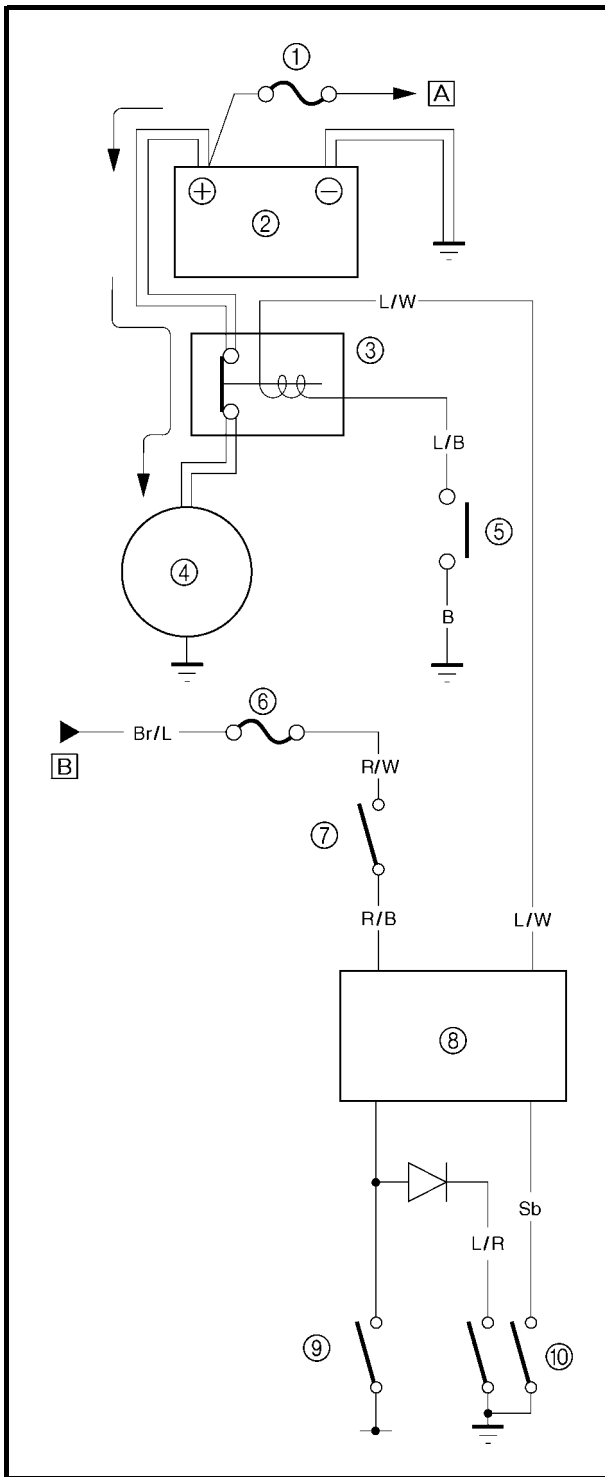 ①
A
+ −
②
L/W
③
L/B
⑤
④
B
⑥
Br/L
B
R/W
⑦
R/B L/W
⑧
Sb
L/R
⑨ ⑩